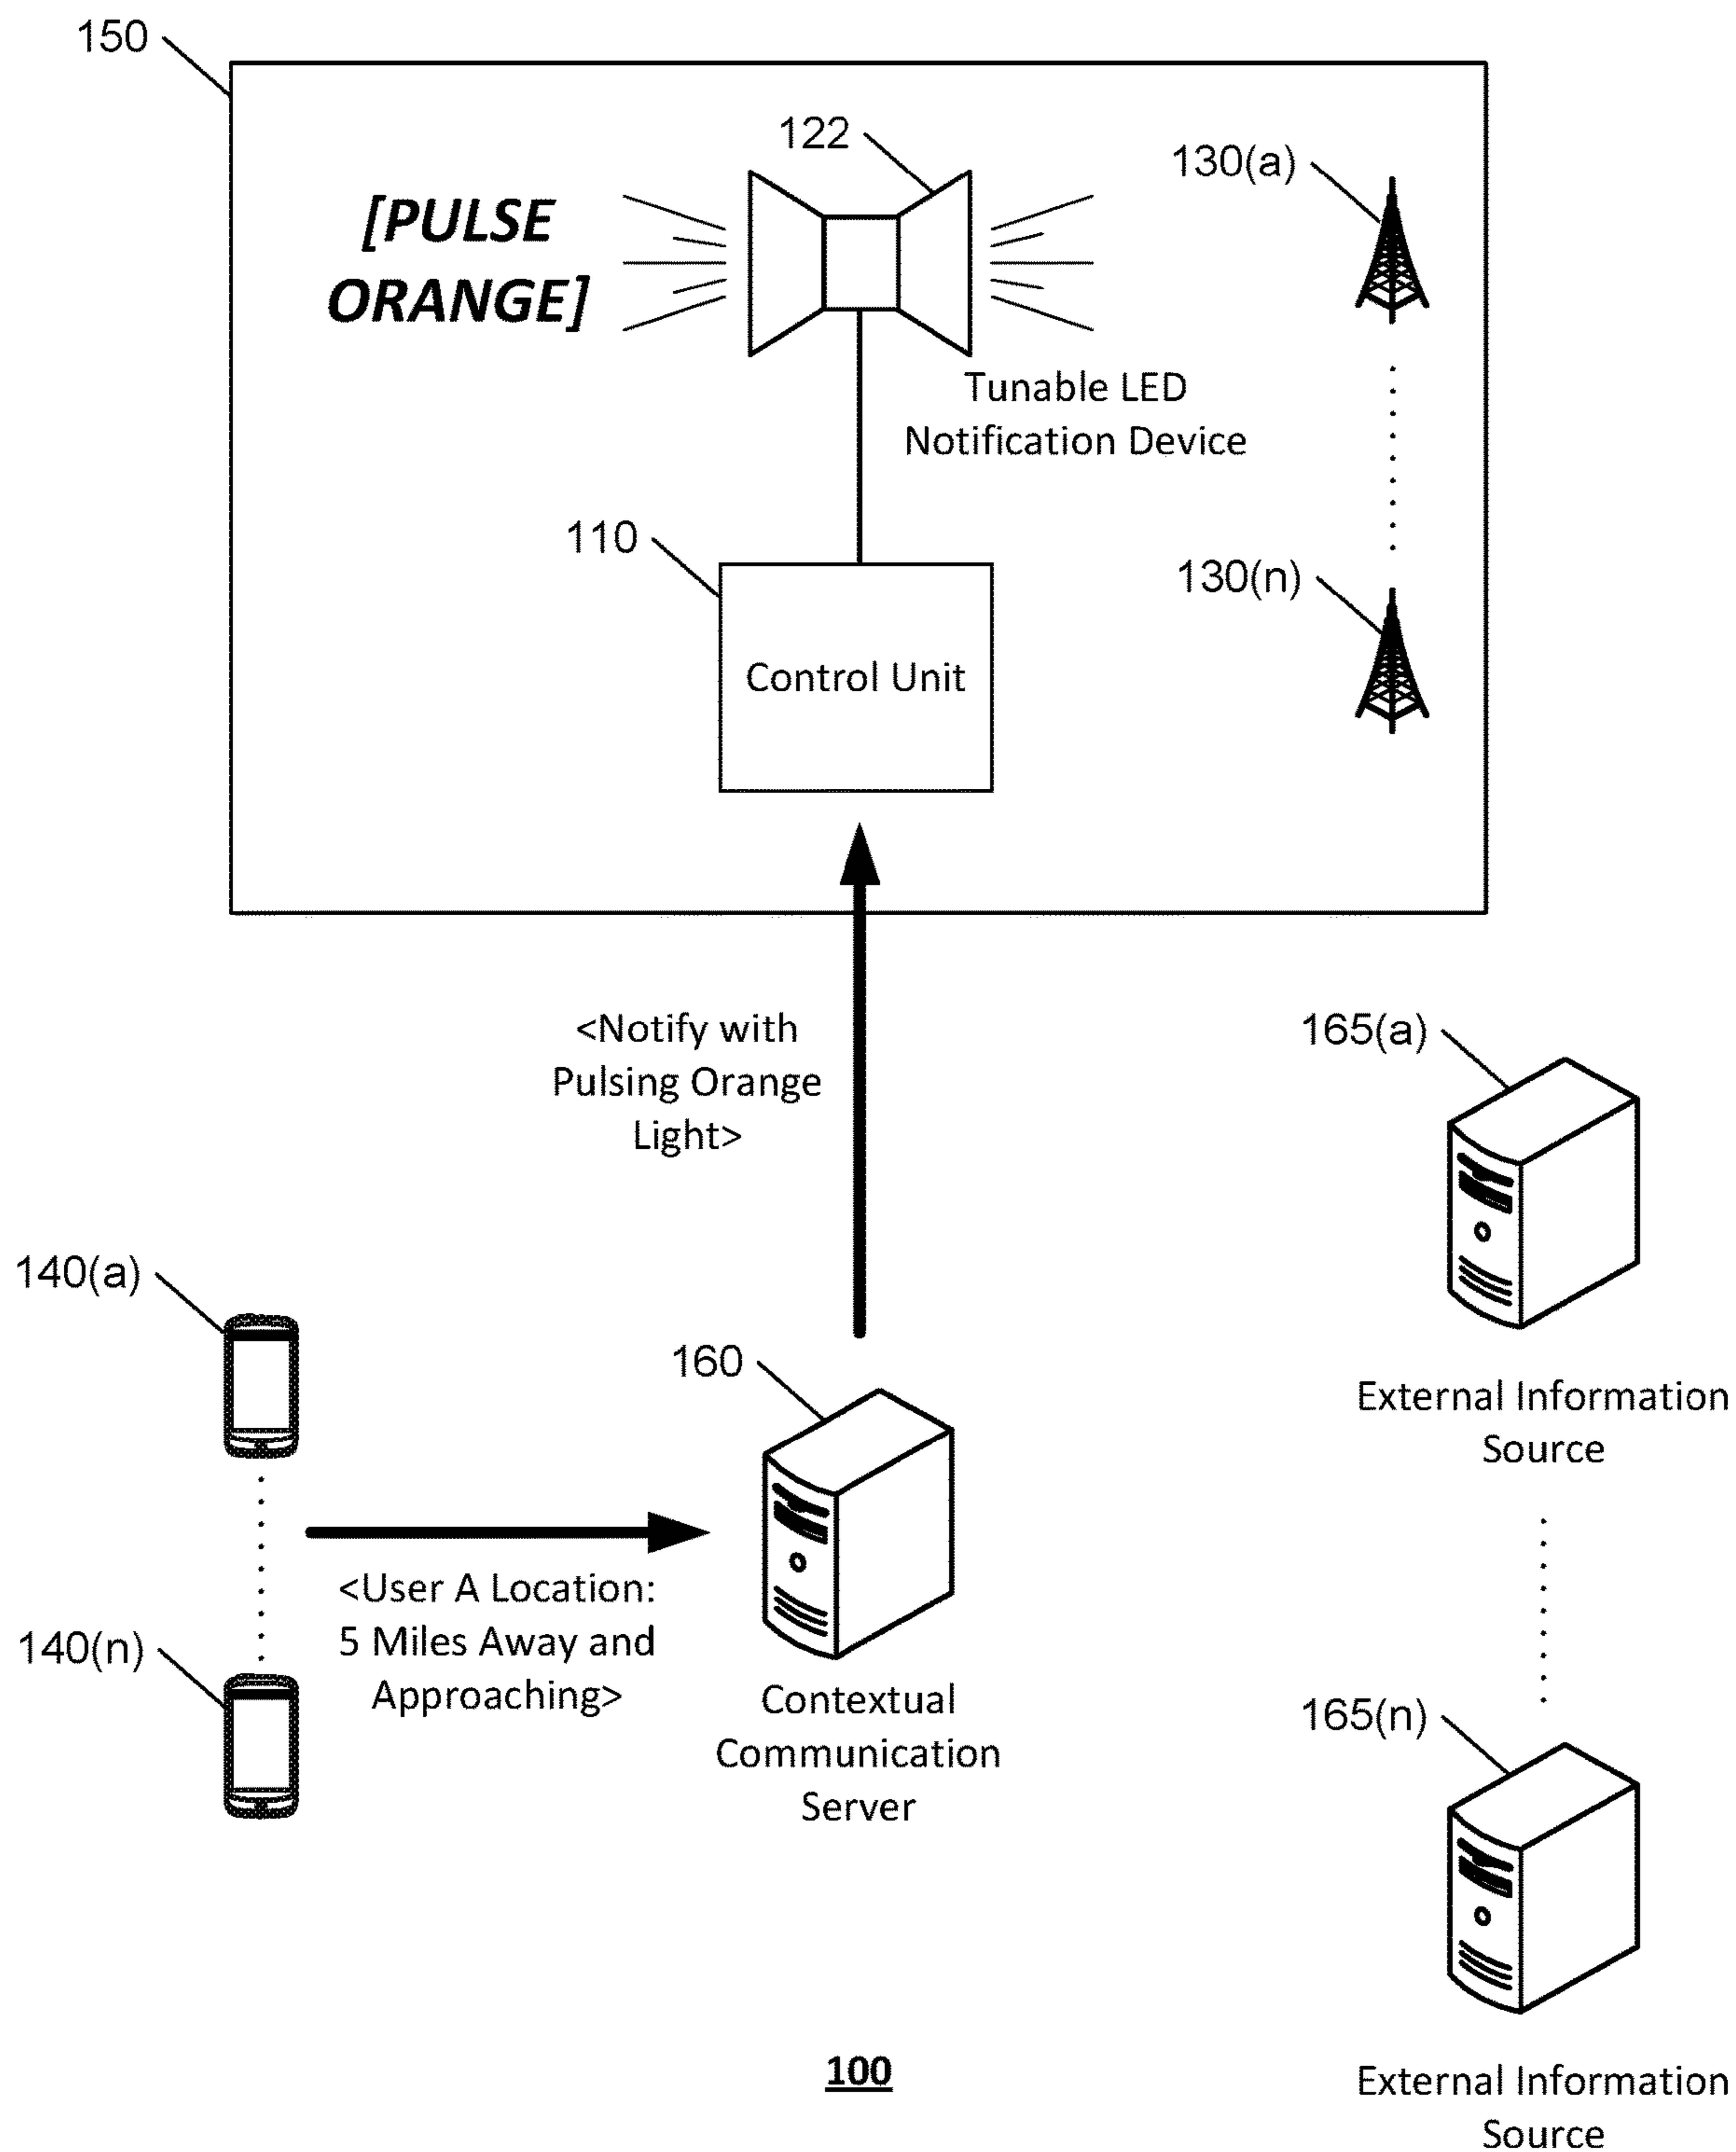 150
122
130(a)
[PULSE
ORANGE]
Tunable LED
Notification Device
110
130(n)
Control Unit
<Notify with
Pulsing Orange
Light>
165(a)
140(a)
160
External Information
Source
<User A Location:
5 Miles Away and
Approaching>
140(n)
Contextual
Communication
Server
165(n)
100
External Information
Source